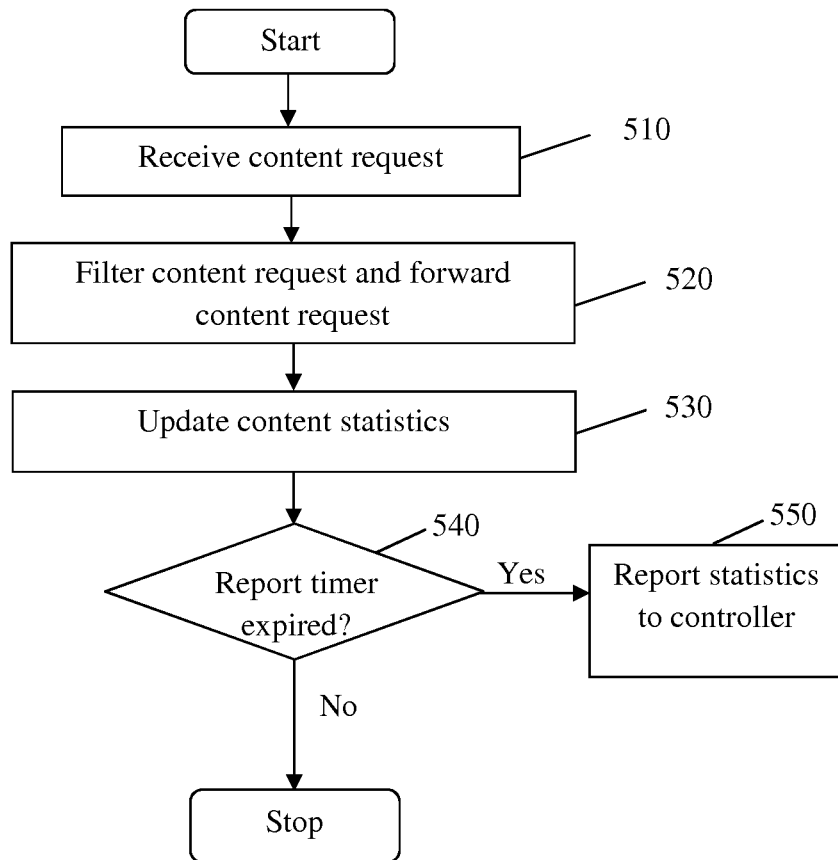 Start
Receive content request
510
Filter content request and forward
content request
520
Update content statistics
530
540
Report timer
expired?
Yes
550
Report statistics
to controller
No
Stop